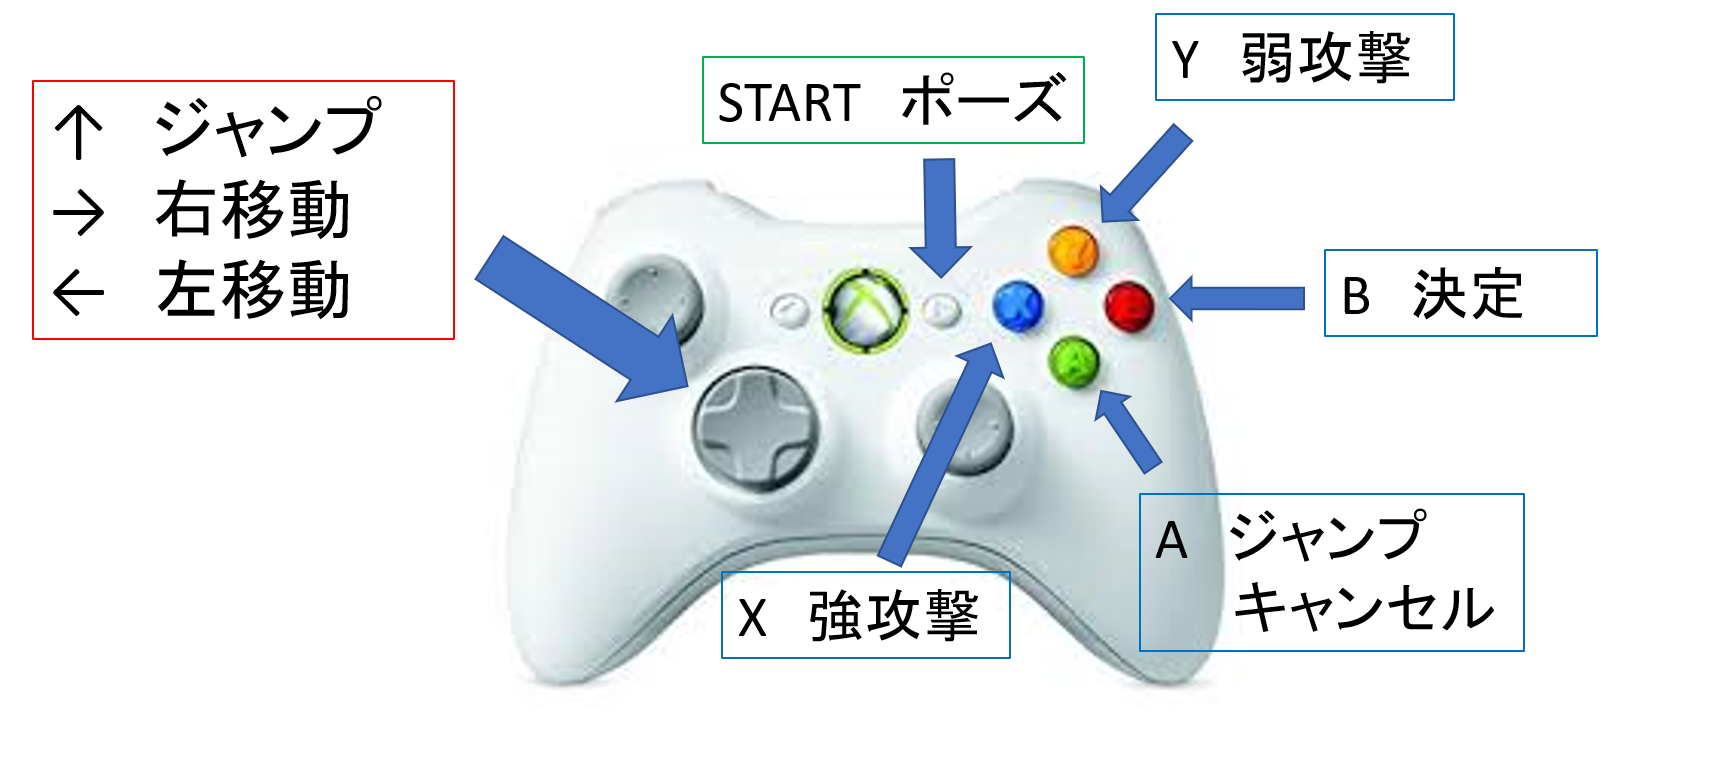 ↑ ジャンプ
→ 右移動
← 左移動
START ポーズ
Y 弱攻撃
B 決定
A ジャンプ
キャンセル
X 強攻撃
Y
X
B
A